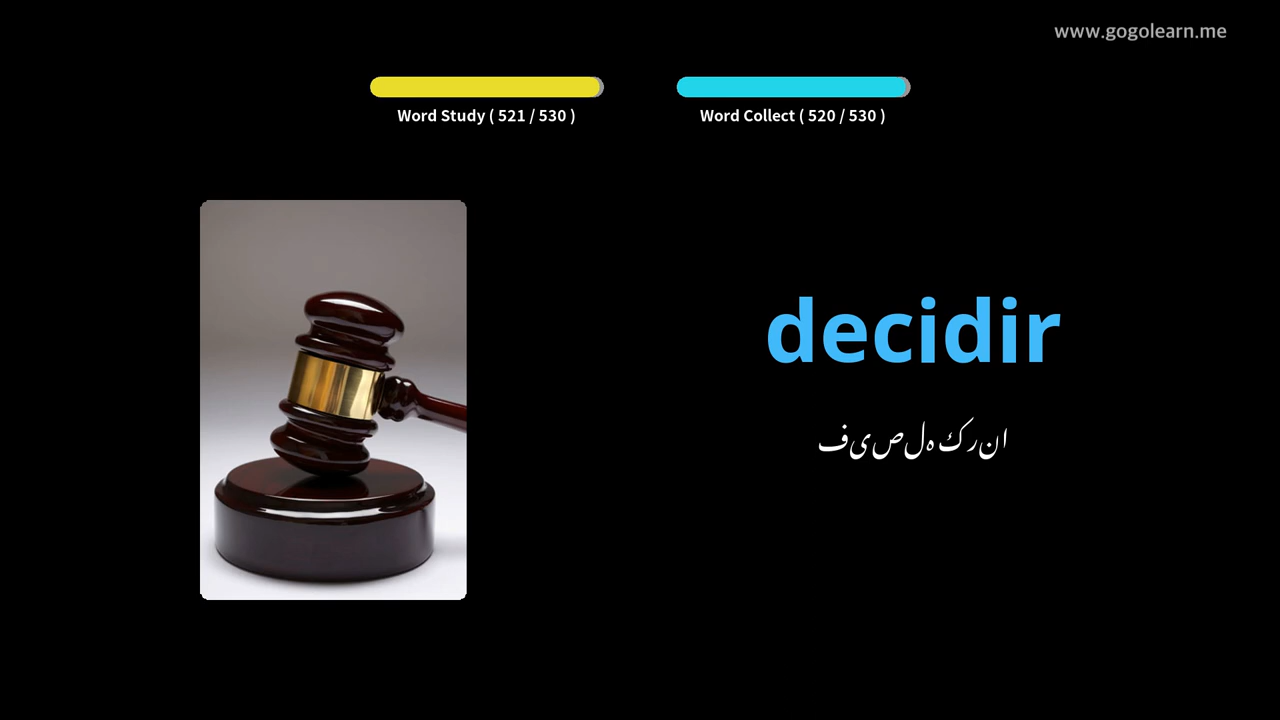 www.gogolearn.me
Word Study ( 521 / 530 )
Word Collect ( 520 / 530 )
decidir
فیصلہ کرنا